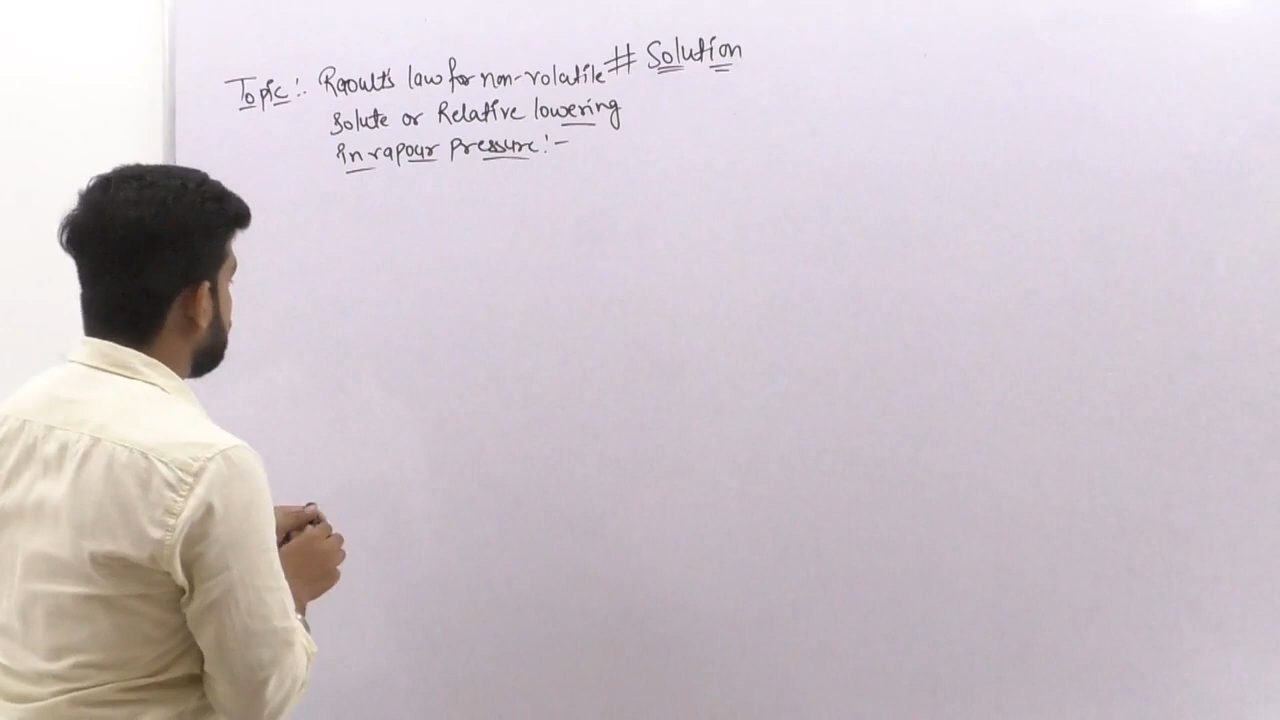 # Solution
Topic:- Raoult's law for non-volatile
Solute or Relative lowering
In vapour pressure:-